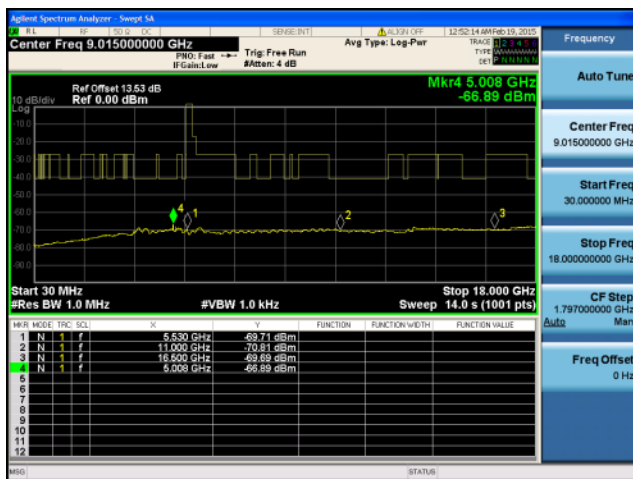 Agilent Spectrum Analyzer - Swept SA
RL RF 50 Ω DC SENSE:INT ALIGN OFF 12:52:14 AM Feb 19, 2015
Center Freq 9.015000000 GHz
PNO: Fast
IFGain:Low
Trig: Free Run
#Atten: 4 dB
Avg Type: Log-Pwr
TRACE 1 2 3 4 5 6
TYPE
DET P N N N N N
Mkr4 5.008 GHz
-66.89 dBm
Ref Offset 13.53 dB
10 dB/div Ref 0.00 dBm
Log
-10.0
-20.0
-30.0
-40.0
-50.0
-60.0
-70.0
-80.0
-90.0
4 1 2 3
Start 30 MHz Stop 18.000 GHz
#Res BW 1.0 MHz #VBW 1.0 kHz Sweep 14.0 s (1001 pts)
MKR MODE TRC SCL X Y FUNCTION FUNCTION WIDTH FUNCTION VALUE
1 N 1 f 5.530 GHz -69.71 dBm
2 N 1 f 11.000 GHz -70.81 dBm
3 N 1 f 16.500 GHz -69.69 dBm
4 N 1 f 5.008 GHz -66.89 dBm
5
6
7
8
9
10
11
12
MSG STATUS
Frequency
Auto Tune
Center Freq
9.015000000 GHz
Start Freq
30.000000 MHz
Stop Freq
18.000000000 GHz
CF Step
1.797000000 GHz
Auto Man
Freq Offset
0 Hz